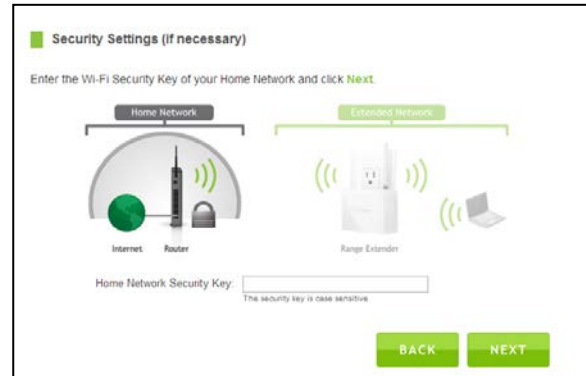 Security Settings (if necessary)
Enter the Wi-Fi Security Key of your Home Network and click Next.
Home Network
Extended Network
Internet
Router
Range Extender
Home Network Security Key:
The security key is case sensitive
BACK
NEXT